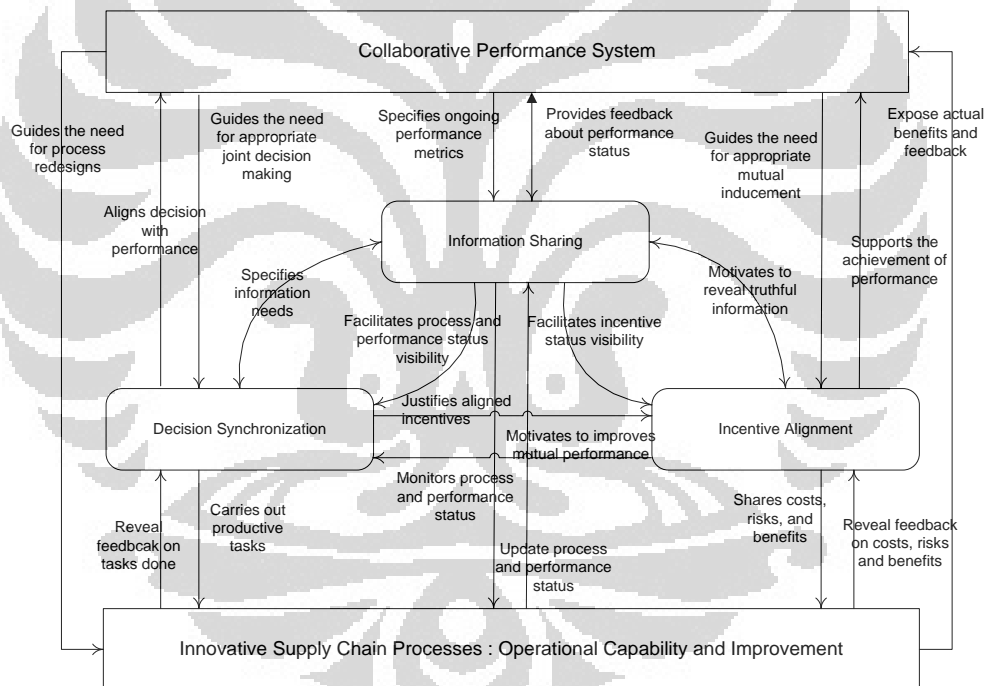 Collaborative Performance System
Guides the need
for process
redesigns
Guides the need
for appropriate
joint decision
making
Specifies ongoing
performance
metrics
Provides feedback
about performance
status
Guides the need
for appropriate
mutual
inducement
Expose actual
benefits and
feedback
Aligns decision
with
performance
Information Sharing
Supports the
achievement of
performance
Specifies
information
needs
Motivates to
reveal truthful
information
Facilitates process and
performance status
visibility
Facilitates incentive
status visibility
Decision Synchronization
Justifies aligned
incentives
Motivates to improves
mutual performance
Incentive Alignment
Monitors process
and performance
status
Reveal
feedbcak on
tasks done
Carries out
productive
tasks
Update process
and performance
status
Shares costs,
risks, and
benefits
Reveal feedback
on costs, risks
and benefits
Innovative Supply Chain Processes : Operational Capability and Improvement